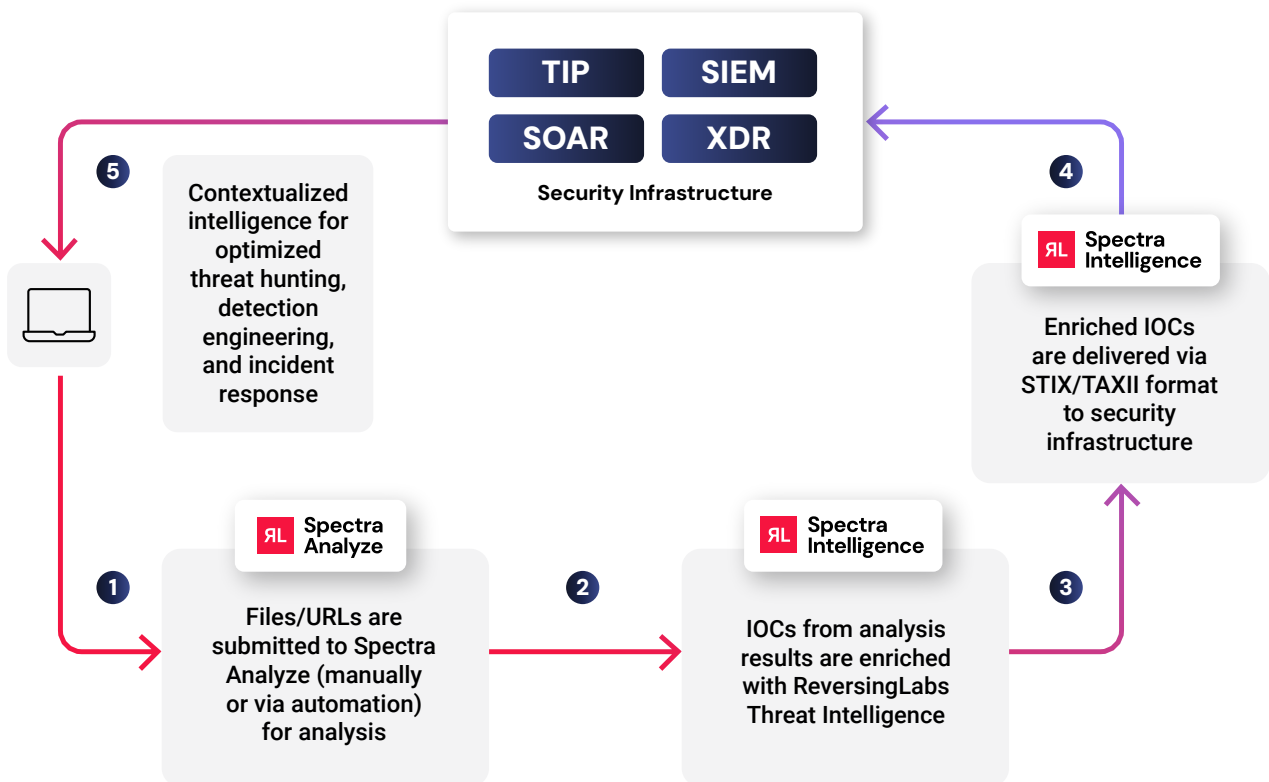 TIP
SIEM
SOAR
XDR
Security Infrastructure
5
Contextualized
intelligence for
optimized
threat hunting,
detection
engineering,
and incident
response
4
RL
Spectra
Intelligence
Enriched IOCs
are delivered via
STIX/TAXII format
to security
infrastructure
1
RL
Spectra
Analyze
Files/URLs are
submitted to Spectra
Analyze (manually
or via automation)
for analysis
2
RL
Spectra
Intelligence
IOCs from analysis
results are enriched
with ReversingLabs
Threat Intelligence
3